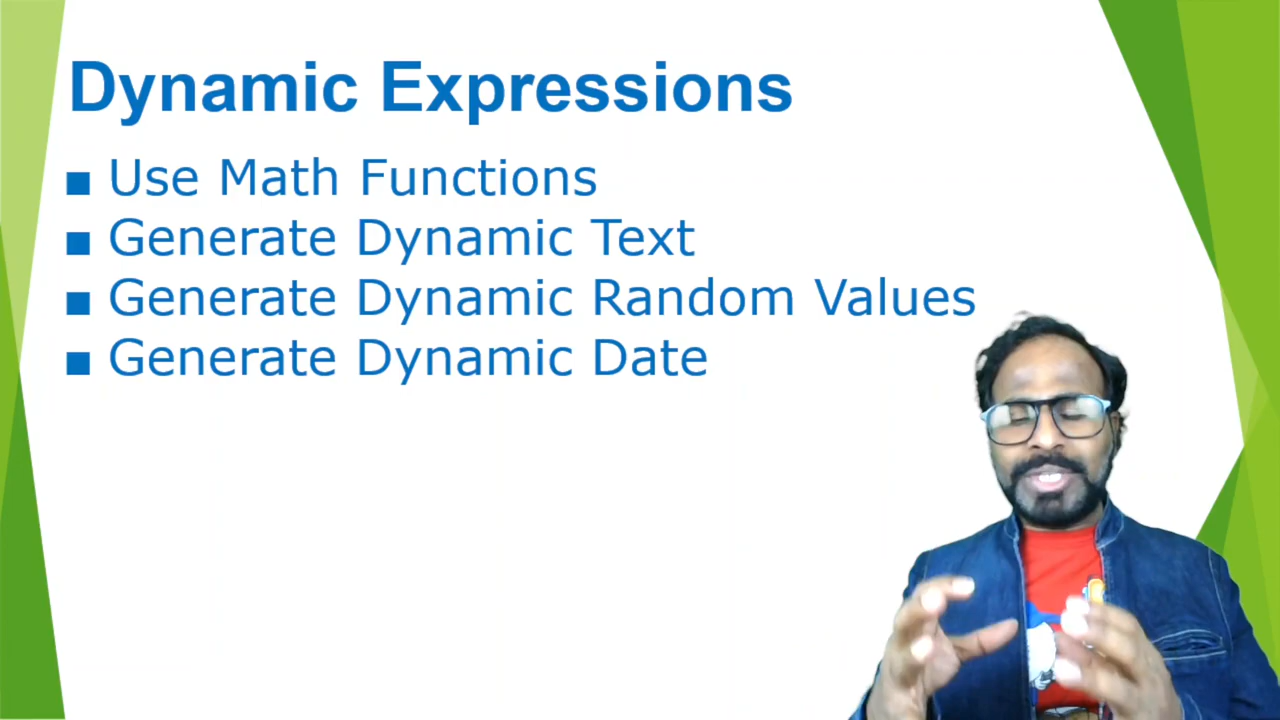 Dynamic Expressions
■ Use Math Functions
■ Generate Dynamic Text
■ Generate Dynamic Random Values
■ Generate Dynamic Date